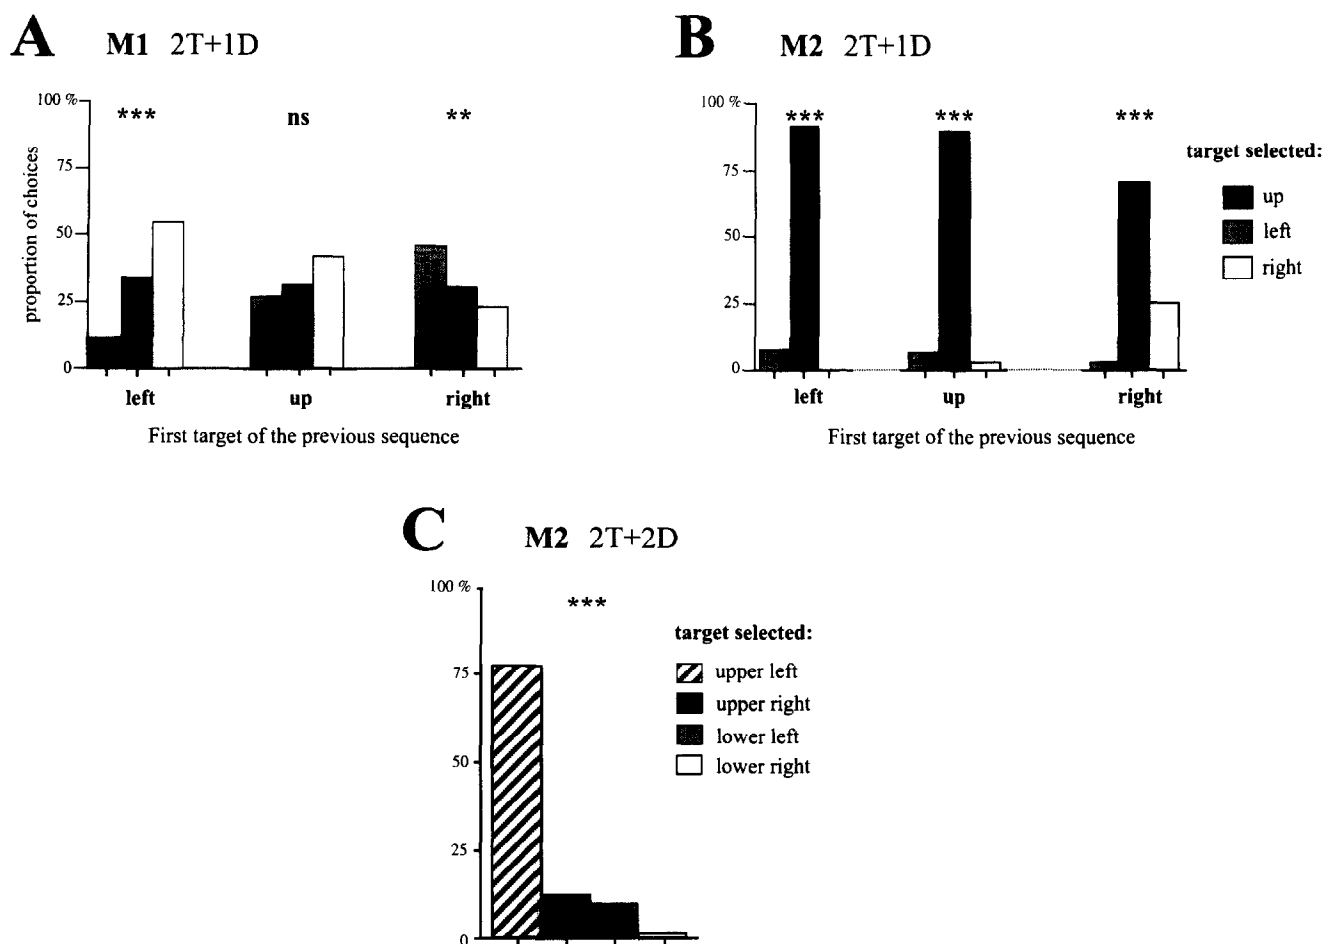 A M1 2T+1D
100 %
75
50
25
0
proportion of choices
*** ns **
left up right
First target of the previous sequence
B M2 2T+1D
100 %
75
50
25
0
*** *** ***
left up right
First target of the previous sequence
target selected:
up
left
right
C M2 2T+2D
100 %
75
50
25
0
***
target selected:
upper left
upper right
lower left
lower right